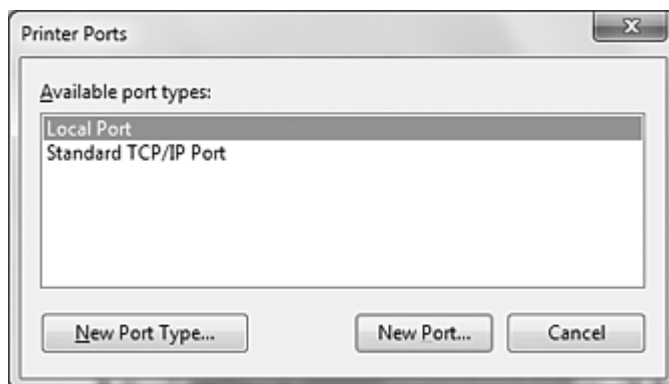 Printer Ports
Available port types:
Local Port
Standard TCP/IP Port
New Port Type...
New Port...
Cancel